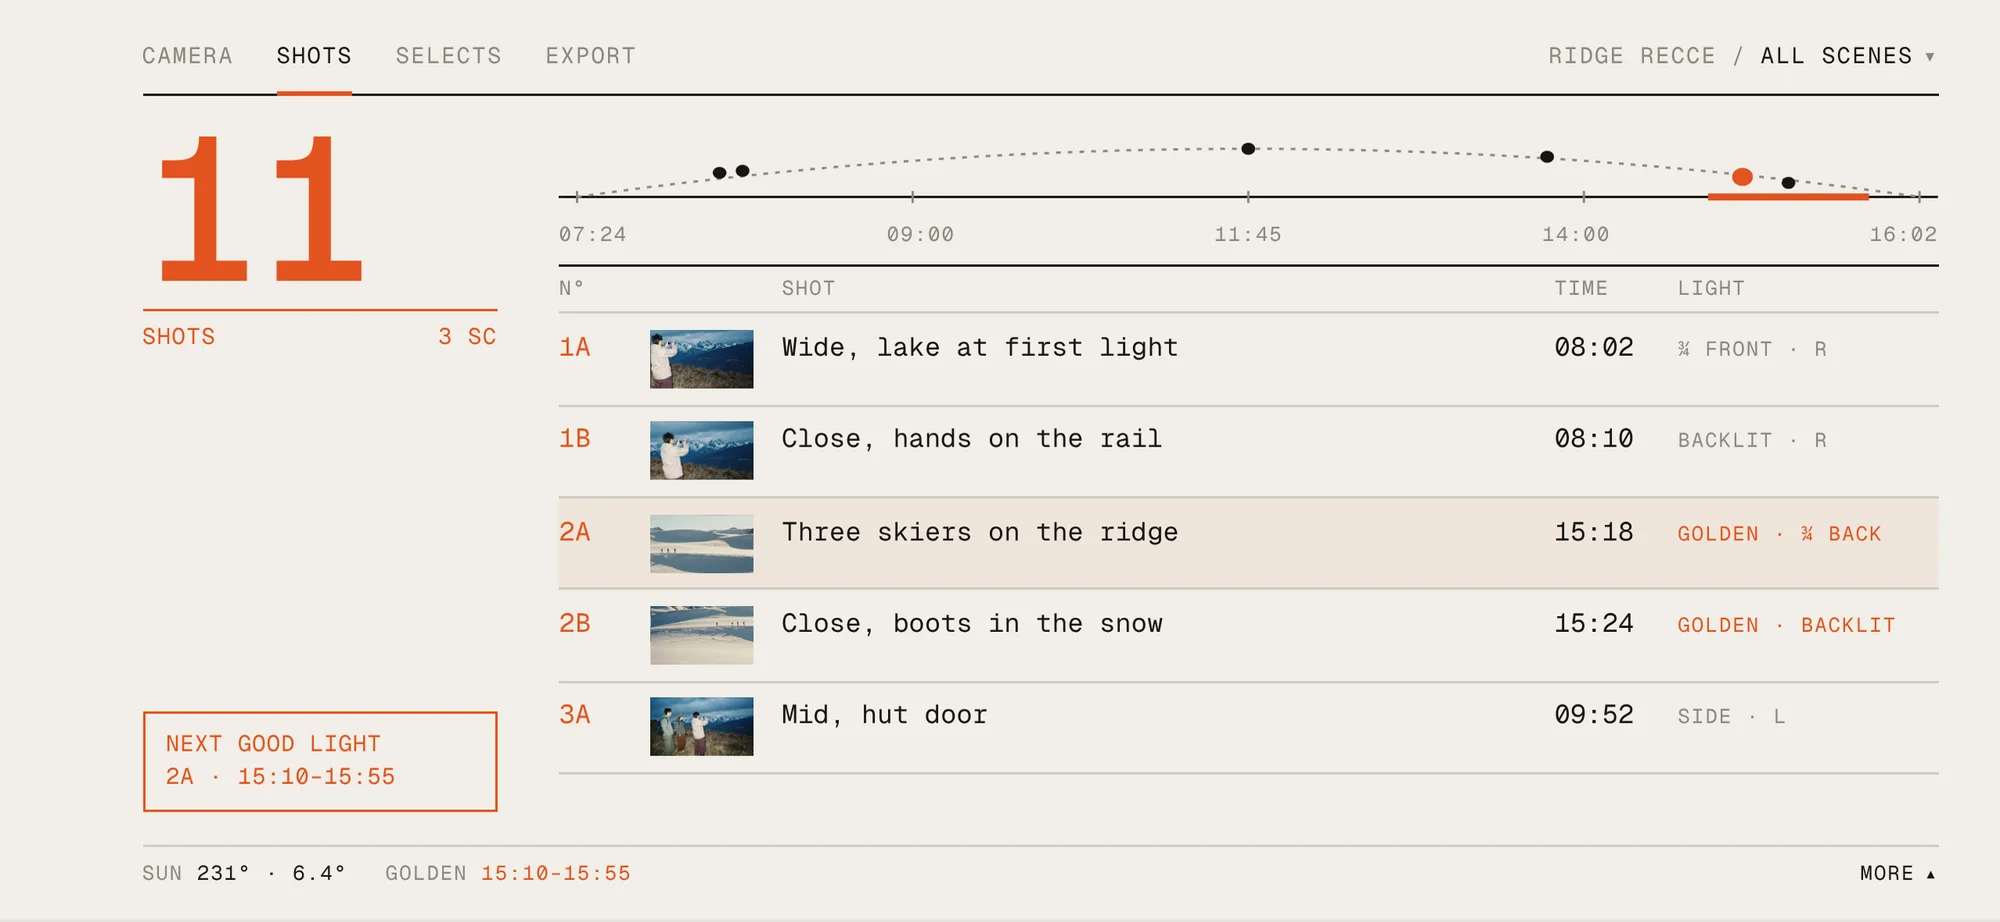 CAMERA SHOTS SELECTS EXPORT RIDGE RECCE / ALL SCENES ▼
11
SHOTS 3 SC
07:24 09:00 11:45 14:00 16:02
N° SHOT TIME LIGHT
1A Wide, lake at first light 08:02 ¾ FRONT · R
1B Close, hands on the rail 08:10 BACKLIT · R
2A Three skiers on the ridge 15:18 GOLDEN · ¾ BACK
2B Close, boots in the snow 15:24 GOLDEN · BACKLIT
3A Mid, hut door 09:52 SIDE · L
NEXT GOOD LIGHT
2A · 15:10–15:55
SUN 231° · 6.4° GOLDEN 15:10–15:55 MORE ▲